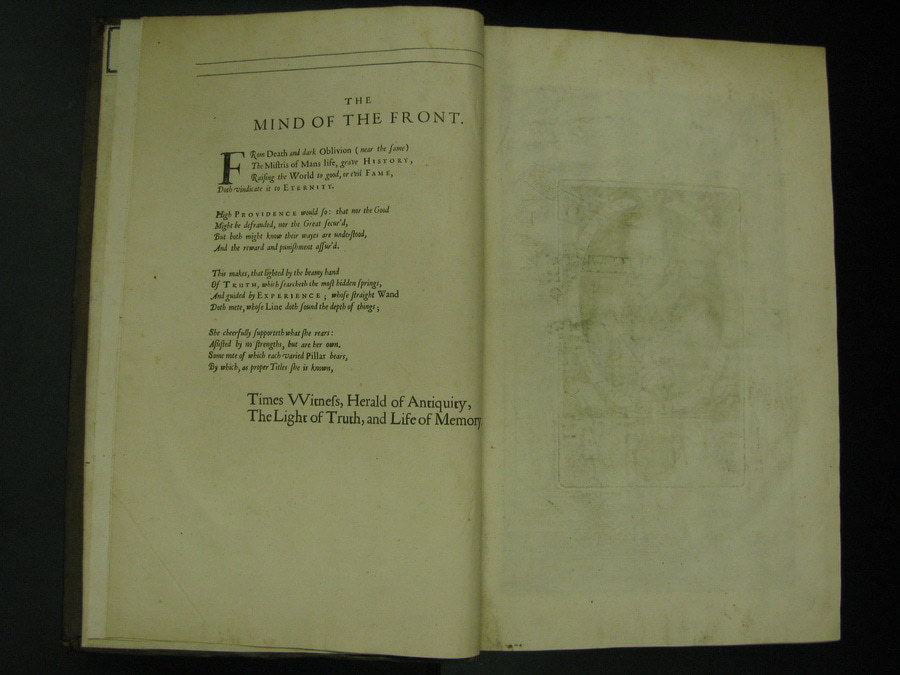 THE
MIND OF THE FRONT.
From Death and dark Oblivion (near the ſame)
The Miſtris of Mans life, grave HISTORY,
Raiſing the World to good, or evil FAME,
Doth vindicate it to ETERNITY.
High PROVIDENCE would ſo: that nor the Good
Might be defrauded, nor the Great ſecur'd,
But both might know their wayes are underſtood,
And the reward and puniſhment aſſur'd.
This makes, that lighted by the beamy hand
Of TRUTH, which ſearcheth the moſt hidden ſprings,
And guided by EXPERIENCE; whoſe ſtraight Wand
Doth mete, whoſe Line doth ſound the depth of things;
She cheerfully ſupporteth what ſhe rears:
Aſſiſted by no ſtrengths, but are her own.
Some note of which each varied Pillar bears,
By which, as proper Titles ſhe is known,
Times VVitneſs, Herald of Antiquity,
The Light of Truth, and Life of Memory